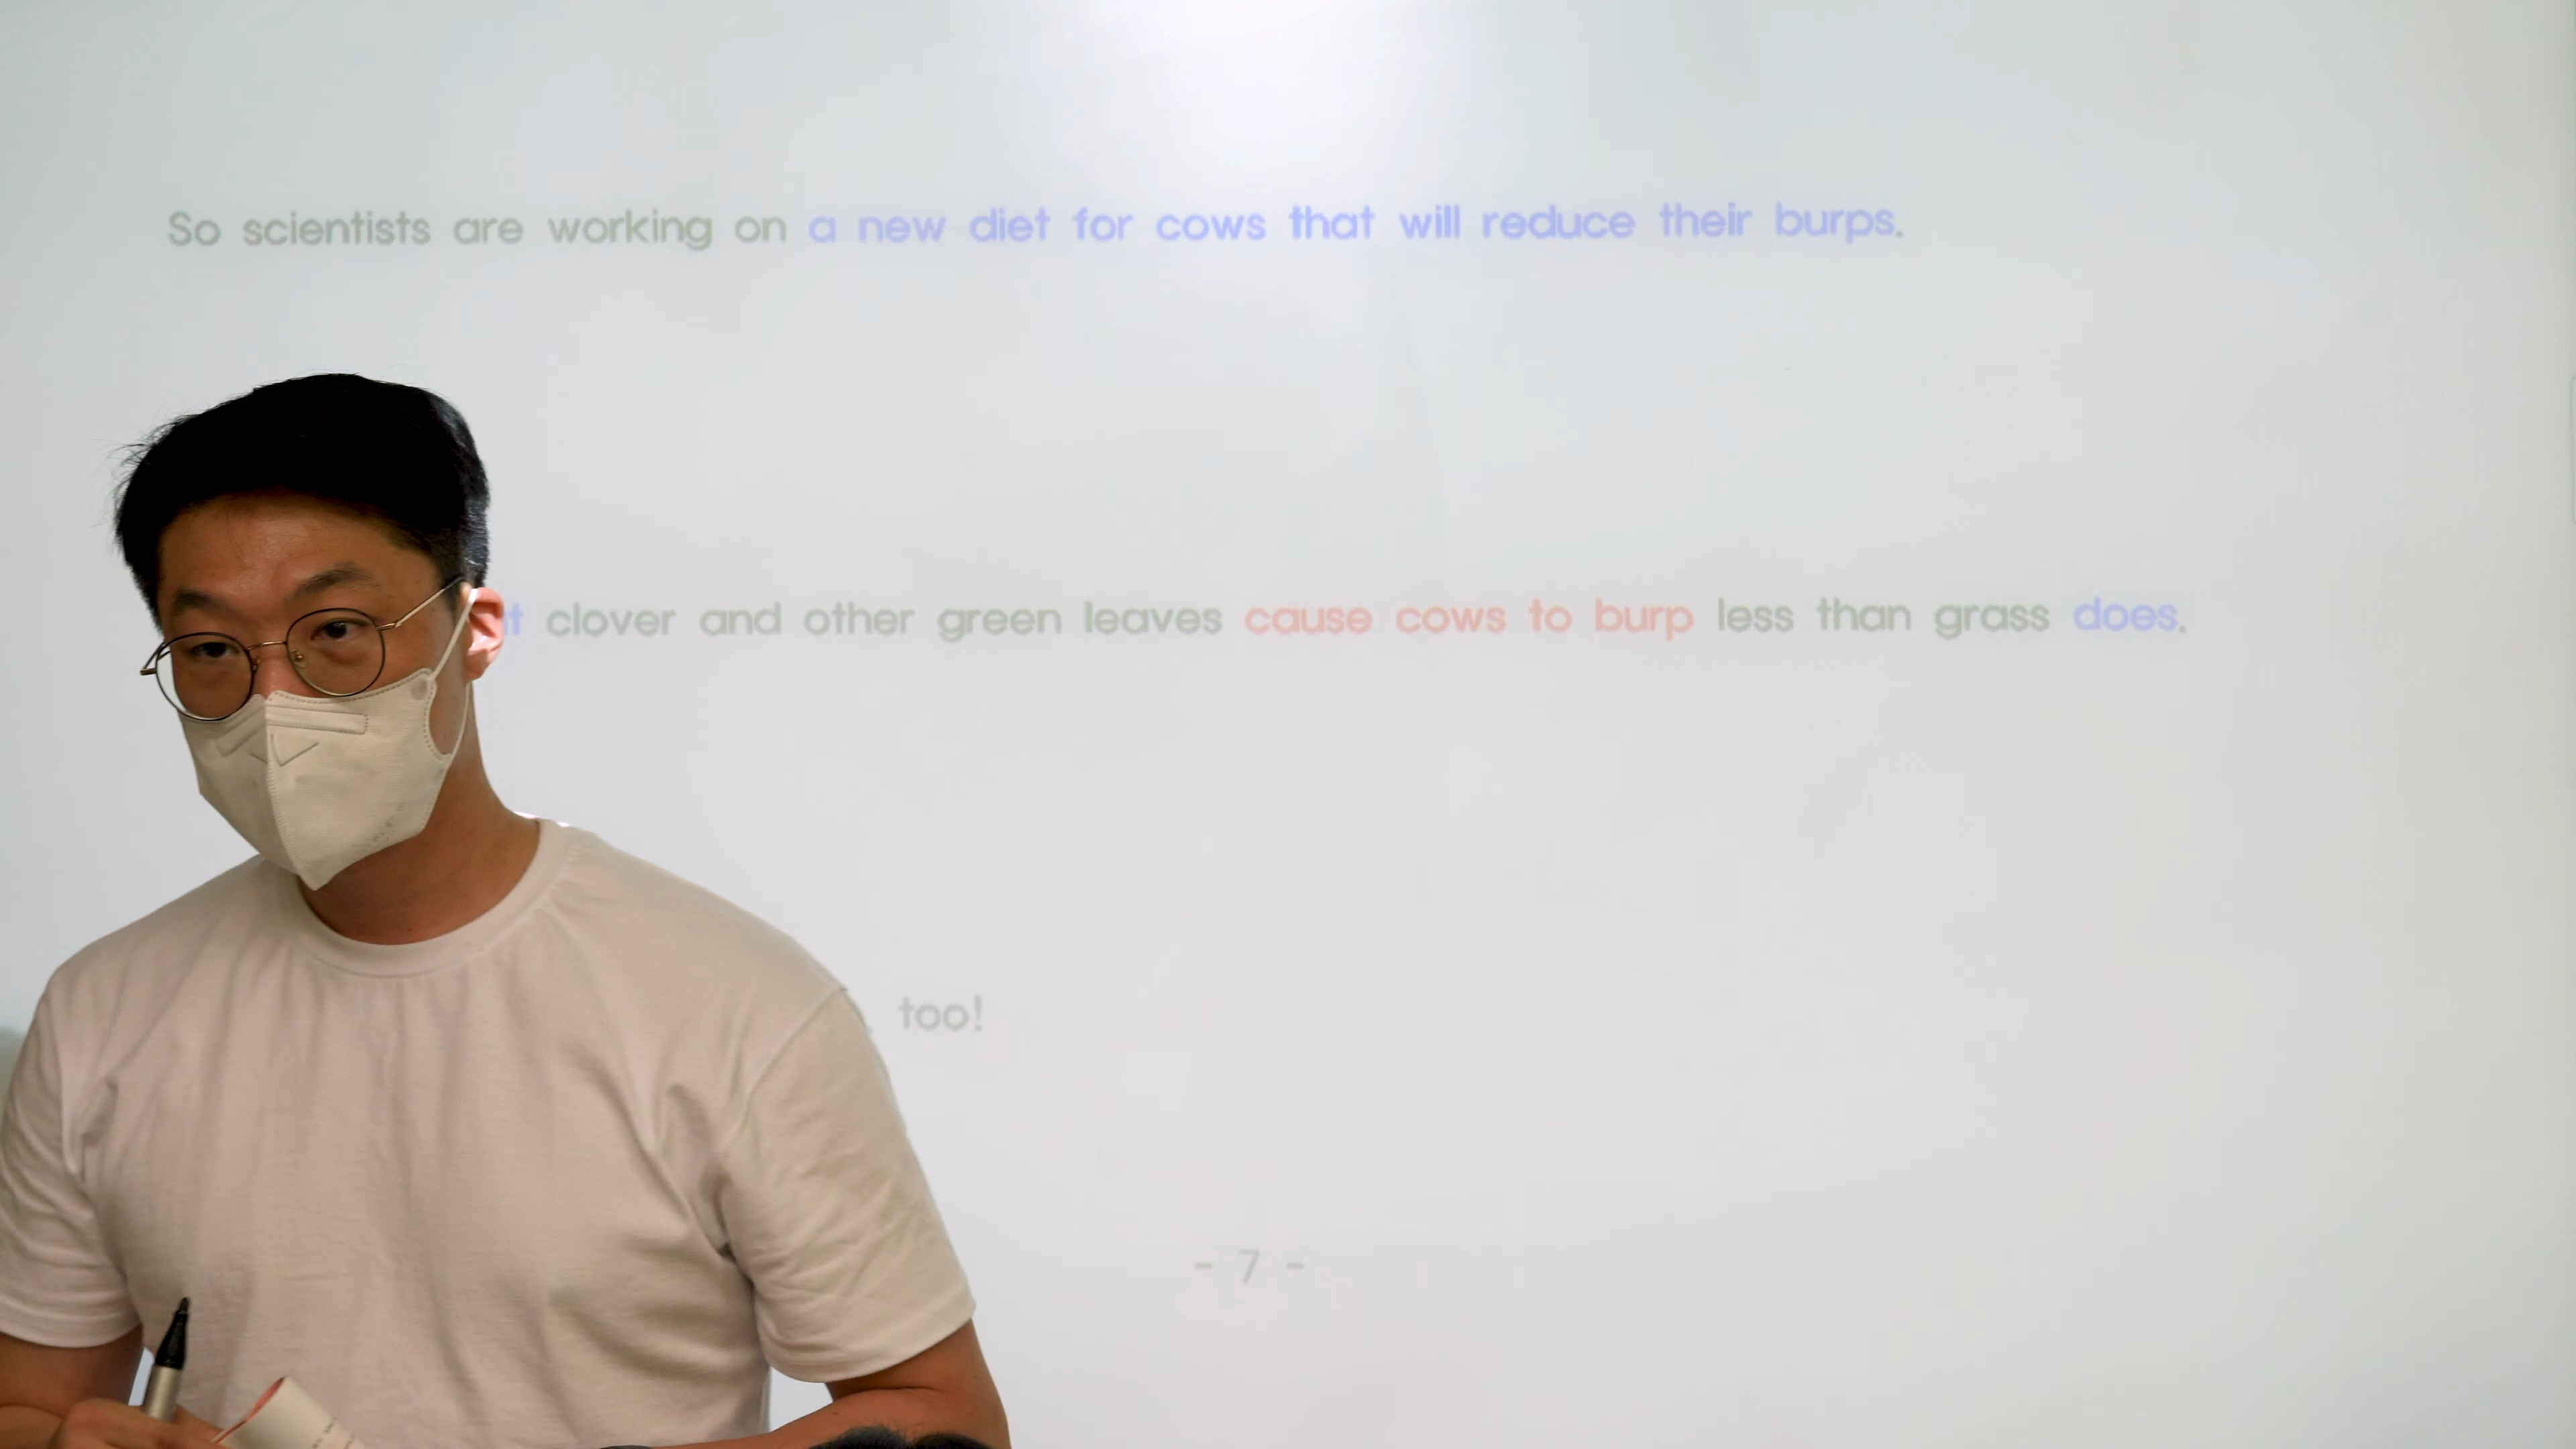 So scientists are working on a new diet for cows that will reduce their burps.
clover and other green leaves cause cows to burp less than grass does.
too!
- 7 -